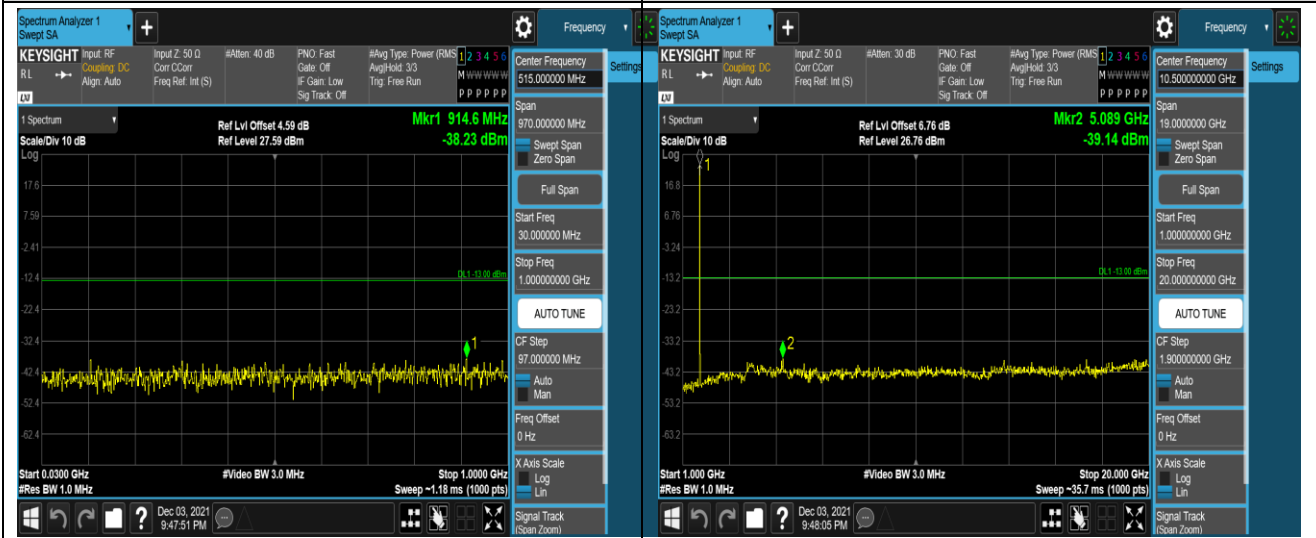 Spectrum Analyzer 1
Swept SA
+
Frequency
KEYSIGHT
RL
LXI
Input: RF
Coupling: DC
Align: Auto
Input Z: 50 Ω
Corr CCorr
Freq Ref: Int (S)
#Atten: 40 dB
PNO: Fast
Gate: Off
IF Gain: Low
Sig Track: Off
#Avg Type: Power (RMS
Avg|Hold: 3/3
Trig: Free Run
1 2 3 4 5 6
M W W W W W
P P P P P P
1 Spectrum
Scale/Div 10 dB
Log
Ref Lvl Offset 4.59 dB
Ref Level 27.59 dBm
Mkr1 914.6 MHz
-38.23 dBm
17.6
7.59
-2.41
-12.4
-22.4
-32.4
-42.4
-52.4
-62.4
DL1 -13.00 dBm
1
Start 0.0300 GHz
#Res BW 1.0 MHz
#Video BW 3.0 MHz
Stop 1.0000 GHz
Sweep ~1.18 ms (1000 pts)
?
Dec 03, 2021
9:47:51 PM
Settings
Center Frequency
515.000000 MHz
Span
970.000000 MHz
Swept Span
Zero Span
Full Span
Start Freq
30.000000 MHz
Stop Freq
1.000000000 GHz
AUTO TUNE
CF Step
97.000000 MHz
Auto
Man
Freq Offset
0 Hz
X Axis Scale
Log
Lin
Signal Track
(Span Zoom)
Spectrum Analyzer 1
Swept SA
+
Frequency
KEYSIGHT
RL
LXI
Input: RF
Coupling: DC
Align: Auto
Input Z: 50 Ω
Corr CCorr
Freq Ref: Int (S)
#Atten: 30 dB
PNO: Fast
Gate: Off
IF Gain: Low
Sig Track: Off
#Avg Type: Power (RMS
Avg|Hold: 3/3
Trig: Free Run
1 2 3 4 5 6
M W W W W W
P P P P P P
1 Spectrum
Scale/Div 10 dB
Log
Ref Lvl Offset 6.76 dB
Ref Level 26.76 dBm
Mkr2 5.089 GHz
-39.14 dBm
1
16.8
6.76
-3.24
-13.2
-23.2
-33.2
-43.2
-53.2
-63.2
DL1 -13.00 dBm
2
Start 1.000 GHz
#Res BW 1.0 MHz
#Video BW 3.0 MHz
Stop 20.000 GHz
Sweep ~35.7 ms (1000 pts)
?
Dec 03, 2021
9:48:05 PM
Settings
Center Frequency
10.500000000 GHz
Span
19.0000000 GHz
Swept Span
Zero Span
Full Span
Start Freq
1.000000000 GHz
Stop Freq
20.000000000 GHz
AUTO TUNE
CF Step
1.900000000 GHz
Auto
Man
Freq Offset
0 Hz
X Axis Scale
Log
Lin
Signal Track
(Span Zoom)